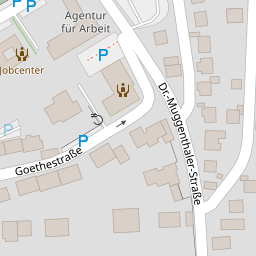 P
P
Agentur
für Arbeit
P
Jobcenter
Dr.-Muggenthaler-Straße
P
P
Goethestraße